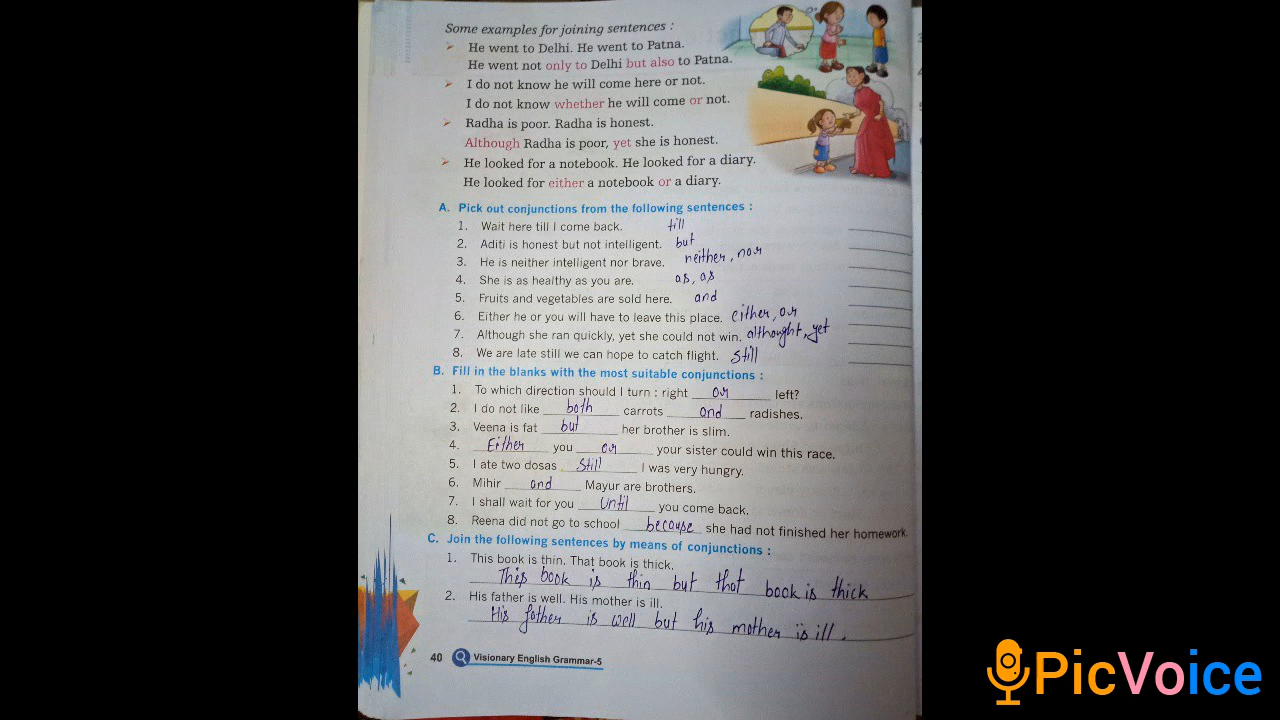 Some examples for joining sentences :
➢ He went to Delhi. He went to Patna.
He went not only to Delhi but also to Patna.
➢ I do not know he will come here or not.
I do not know whether he will come or not.
➢ Radha is poor. Radha is honest.
Although Radha is poor, yet she is honest.
➢ He looked for a notebook. He looked for a diary.
He looked for either a notebook or a diary.
A. Pick out conjunctions from the following sentences :
1. Wait here till I come back. till
2. Aditi is honest but not intelligent. but
3. He is neither intelligent nor brave. neither, nor
4. She is as healthy as you are. as, as
5. Fruits and vegetables are sold here. and
6. Either he or you will have to leave this place. either, or
7. Although she ran quickly, yet she could not win. althought, yet
8. We are late still we can hope to catch flight. still
B. Fill in the blanks with the most suitable conjunctions :
1. To which direction should I turn : right or left?
2. I do not like both carrots and radishes.
3. Veena is fat but her brother is slim.
4. Either you or your sister could win this race.
5. I ate two dosas still I was very hungry.
6. Mihir and Mayur are brothers.
7. I shall wait for you until you come back.
8. Reena did not go to school because she had not finished her homework.
C. Join the following sentences by means of conjunctions :
1. This book is thin. That book is thick.
This book is thin but that book is thick
2. His father is well. His mother is ill.
His father is well but his mother is ill.
40 Visionary English Grammar-5
PicVoice